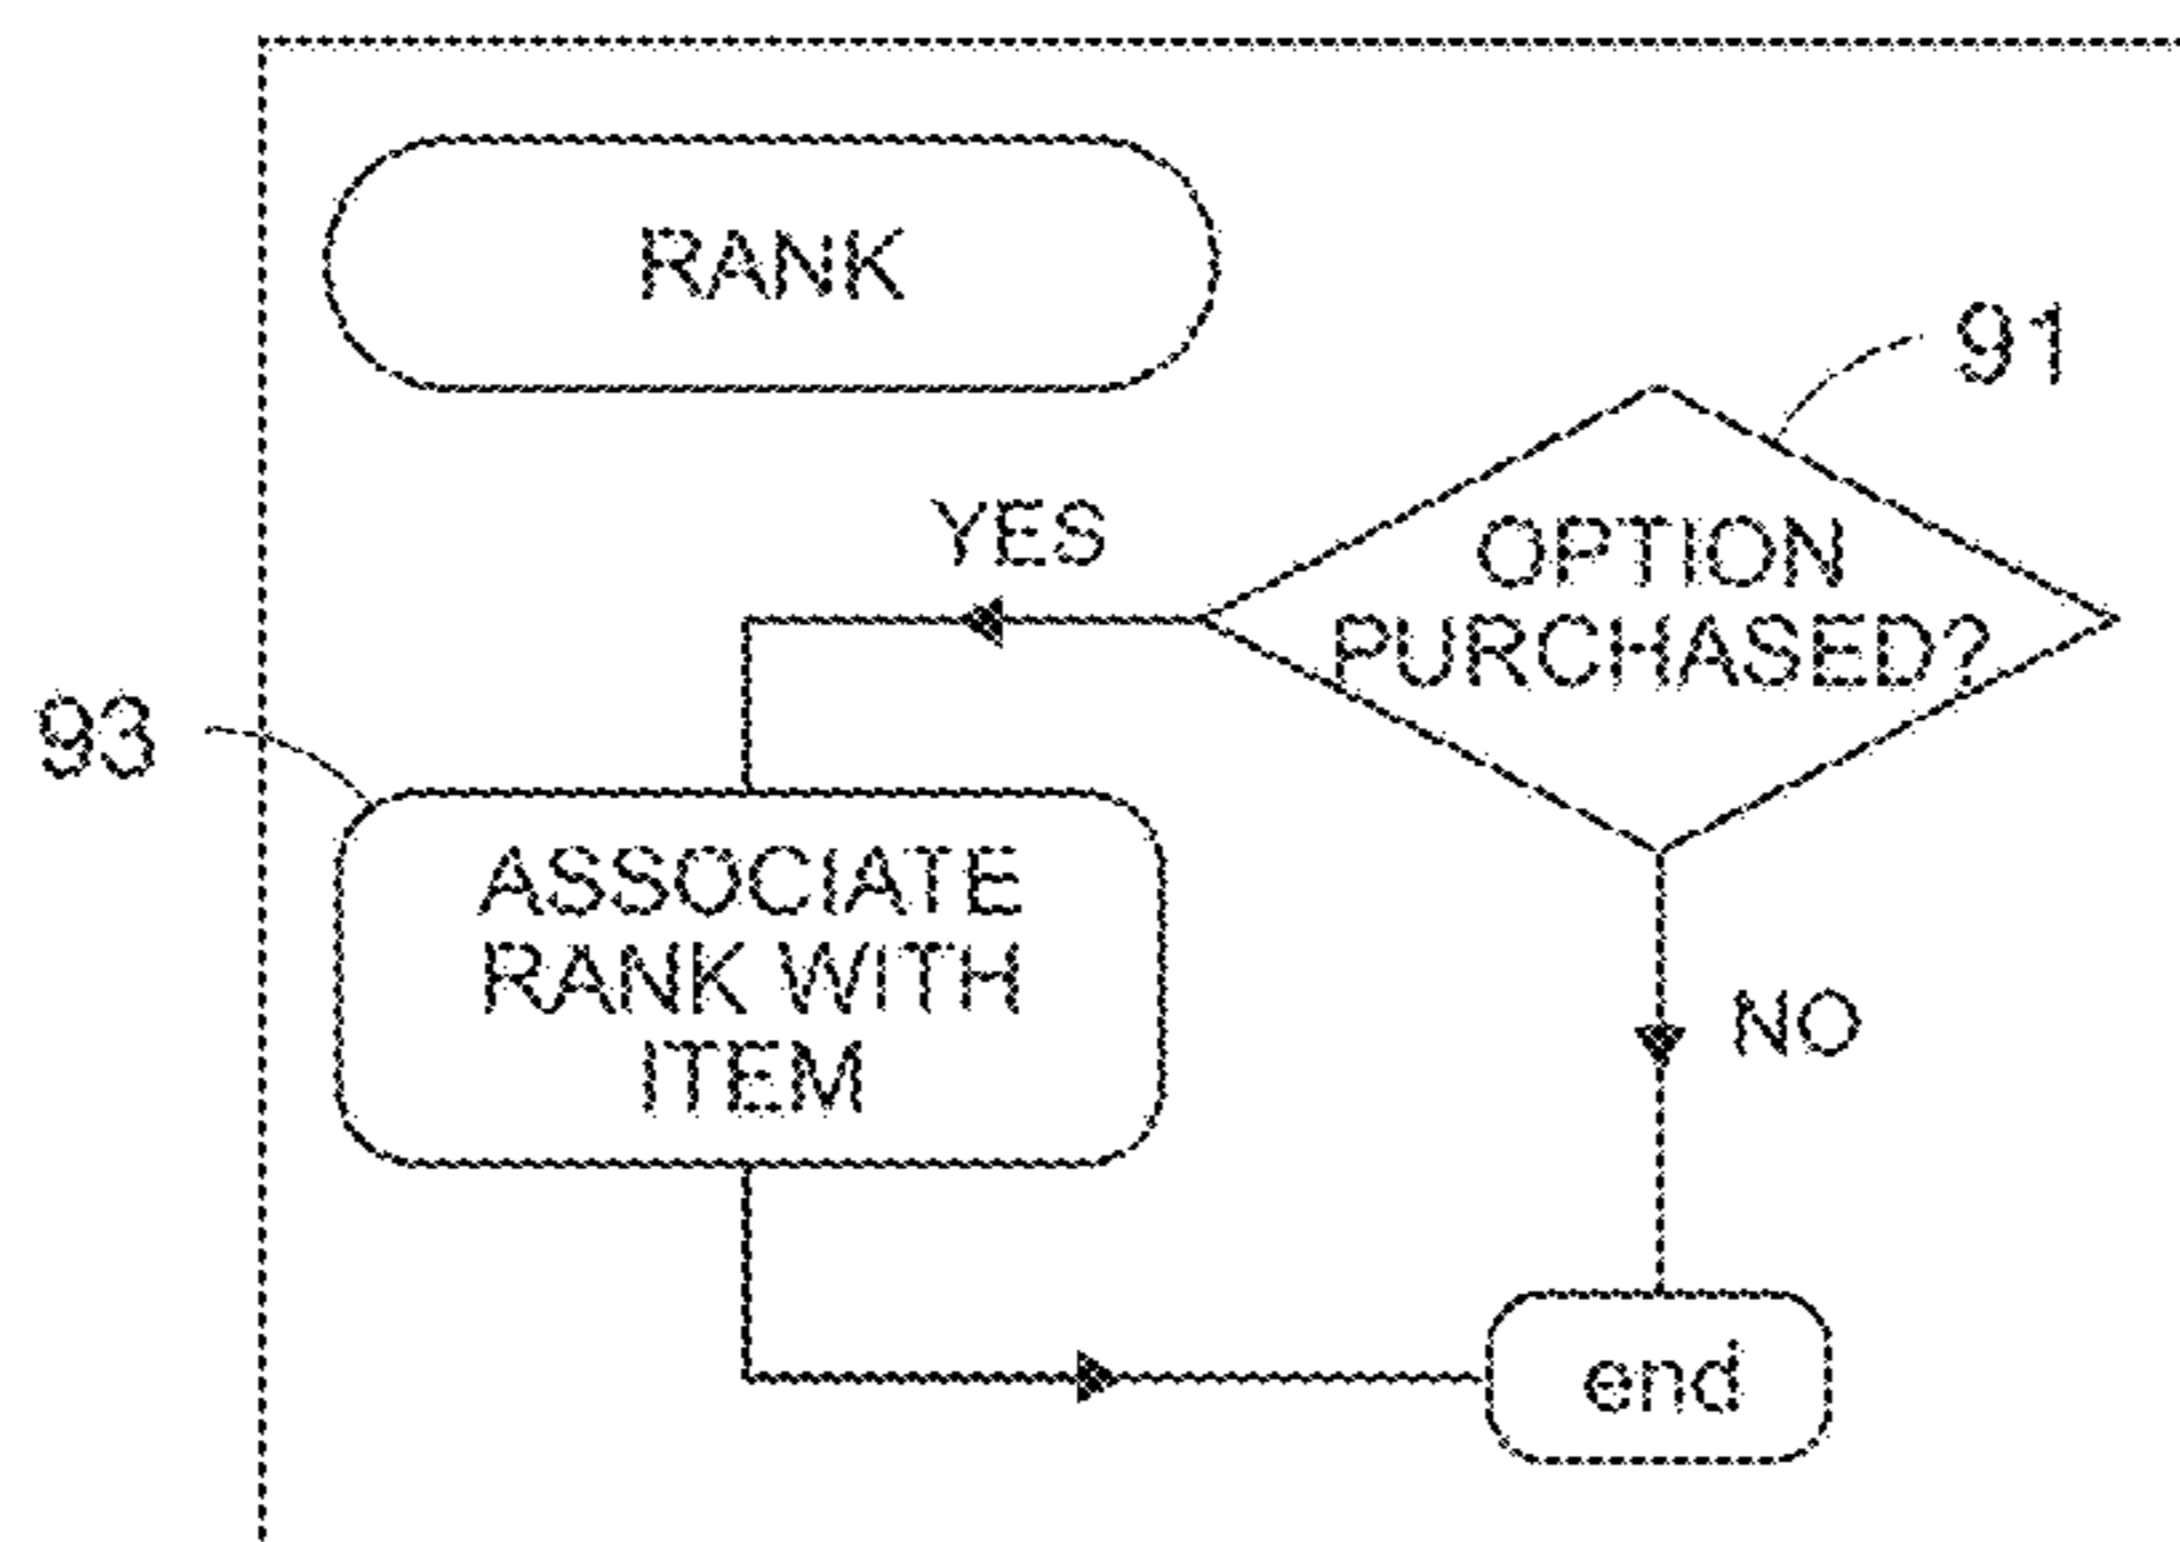 RANK
91
YES
OPTION
PURCHASED?
93
ASSOCIATE
RANK WITH
ITEM
NO
end